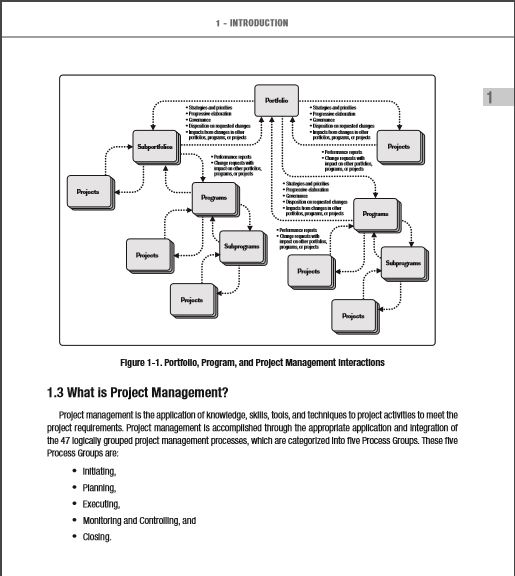 1 - INTRODUCTION
1
Portfolio
• Strategies and priorities
• Progressive elaboration
• Governance
• Disposition on requested changes
• Impacts from changes in other
portfolios, programs, or projects
• Strategies and priorities
• Progressive elaboration
• Governance
• Disposition on requested changes
• Impacts from changes in other
portfolios, programs, or projects
Subportfolios
Projects
• Performance reports
• Change requests with
impact on other portfolios,
programs, or projects
• Performance reports
• Change requests with
impact on other portfolios,
programs, or projects
Projects
Programs
• Strategies and priorities
• Progressive elaboration
• Governance
• Disposition on requested changes
• Impacts from changes in other
portfolios, programs, or projects
Programs
• Performance reports
• Change requests with
impact on other portfolios,
programs, or projects
Projects
Subprograms
Projects
Subprograms
Projects
Projects
Figure 1-1. Portfolio, Program, and Project Management Interactions
1.3 What is Project Management?
Project management is the application of knowledge, skills, tools, and techniques to project activities to meet the
project requirements. Project management is accomplished through the appropriate application and integration of
the 47 logically grouped project management processes, which are categorized into five Process Groups. These five
Process Groups are:
• Initiating,
• Planning,
• Executing,
• Monitoring and Controlling, and
• Closing.